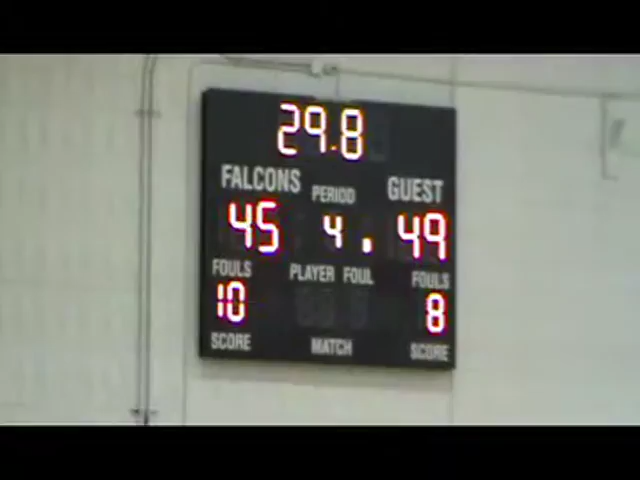 29.8
FALCONS PERIOD GUEST
45 4. 49
FOULS PLAYER FOUL FOULS
10 8
SCORE MATCH SCORE